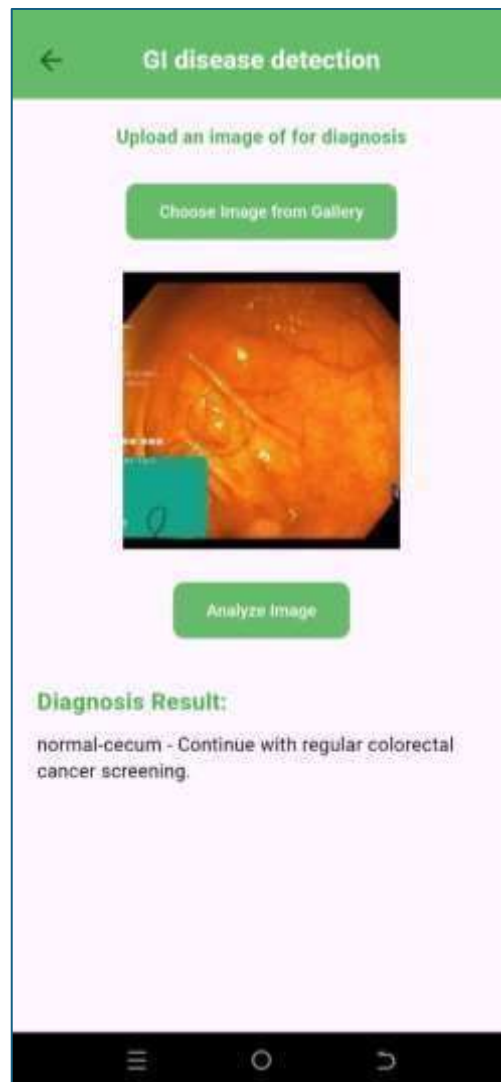 GI disease detection
Upload an image of for diagnosis
Choose Image from Gallery
Analyze Image
Diagnosis Result:
normal-cecum - Continue with regular colorectal
cancer screening.